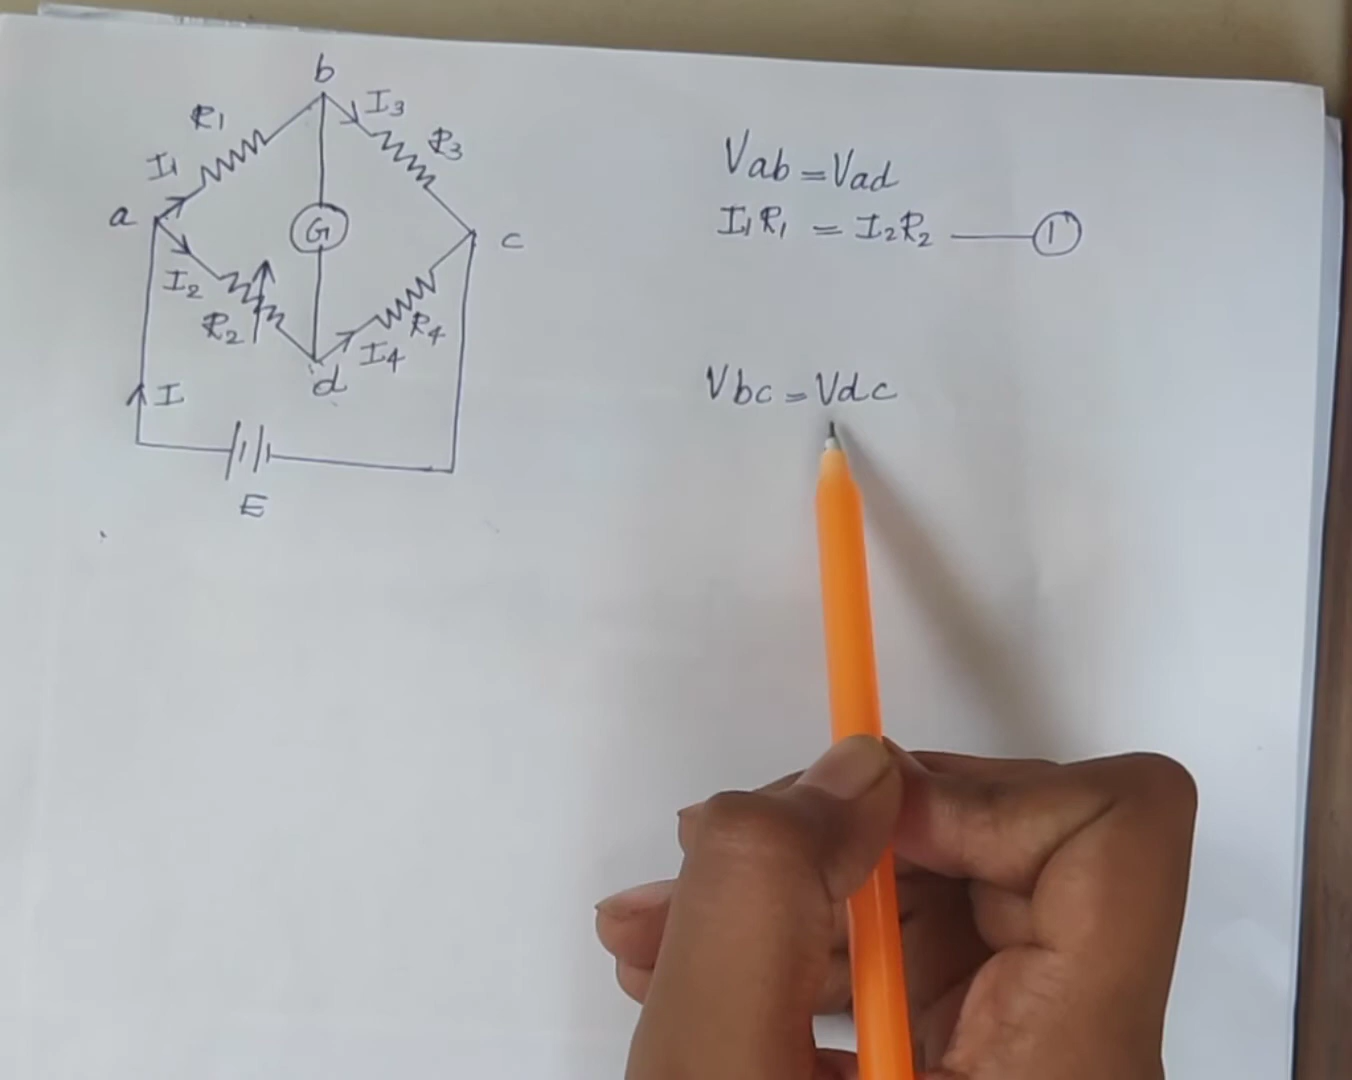 b
I3
R1
R3
I1
a
G
c
I2
R2
R4
I4
d
I
E
Vab = Vad
I1R1 = I2R2 —— 1
Vbc = Vdc